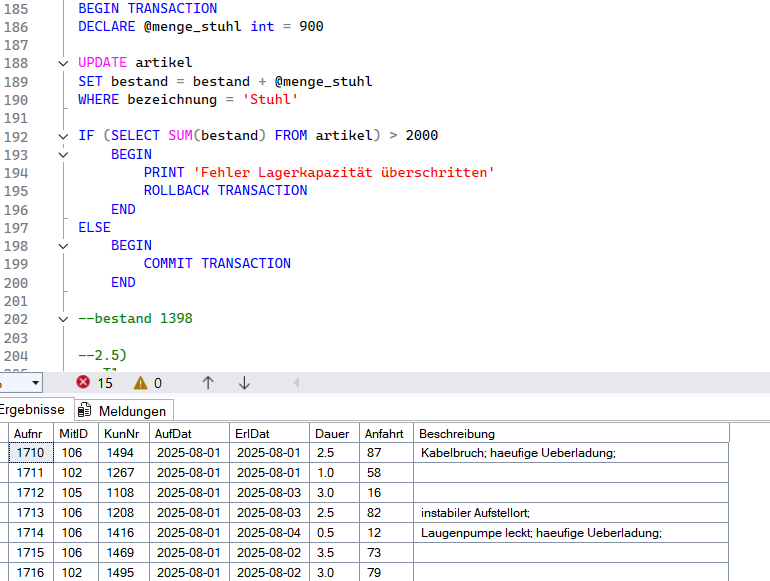 185 BEGIN TRANSACTION
186 DECLARE @menge_stuhl int = 900
187
188 UPDATE artikel
189 SET bestand = bestand + @menge_stuhl
190 WHERE bezeichnung = 'Stuhl'
191
192 IF (SELECT SUM(bestand) FROM artikel) > 2000
193 BEGIN
194 PRINT 'Fehler Lagerkapazität überschritten'
195 ROLLBACK TRANSACTION
196 END
197 ELSE
198 BEGIN
199 COMMIT TRANSACTION
200 END
201
202 --bestand 1398
203
204 --2.5)
15 0
Ergebnisse Meldungen
Aufnr MitID KunNr AufDat ErlDat Dauer Anfahrt Beschreibung
1710 106 1494 2025-08-01 2025-08-01 2.5 87 Kabelbruch; haeufige Ueberladung;
1711 102 1267 2025-08-01 2025-08-01 1.0 58
1712 105 1108 2025-08-01 2025-08-03 3.0 16
1713 106 1208 2025-08-01 2025-08-03 2.5 82 instabiler Aufstellort;
1714 106 1416 2025-08-01 2025-08-04 0.5 12 Laugenpumpe leckt; haeufige Ueberladung;
1715 106 1469 2025-08-01 2025-08-02 3.5 73
1716 102 1495 2025-08-01 2025-08-02 3.0 79